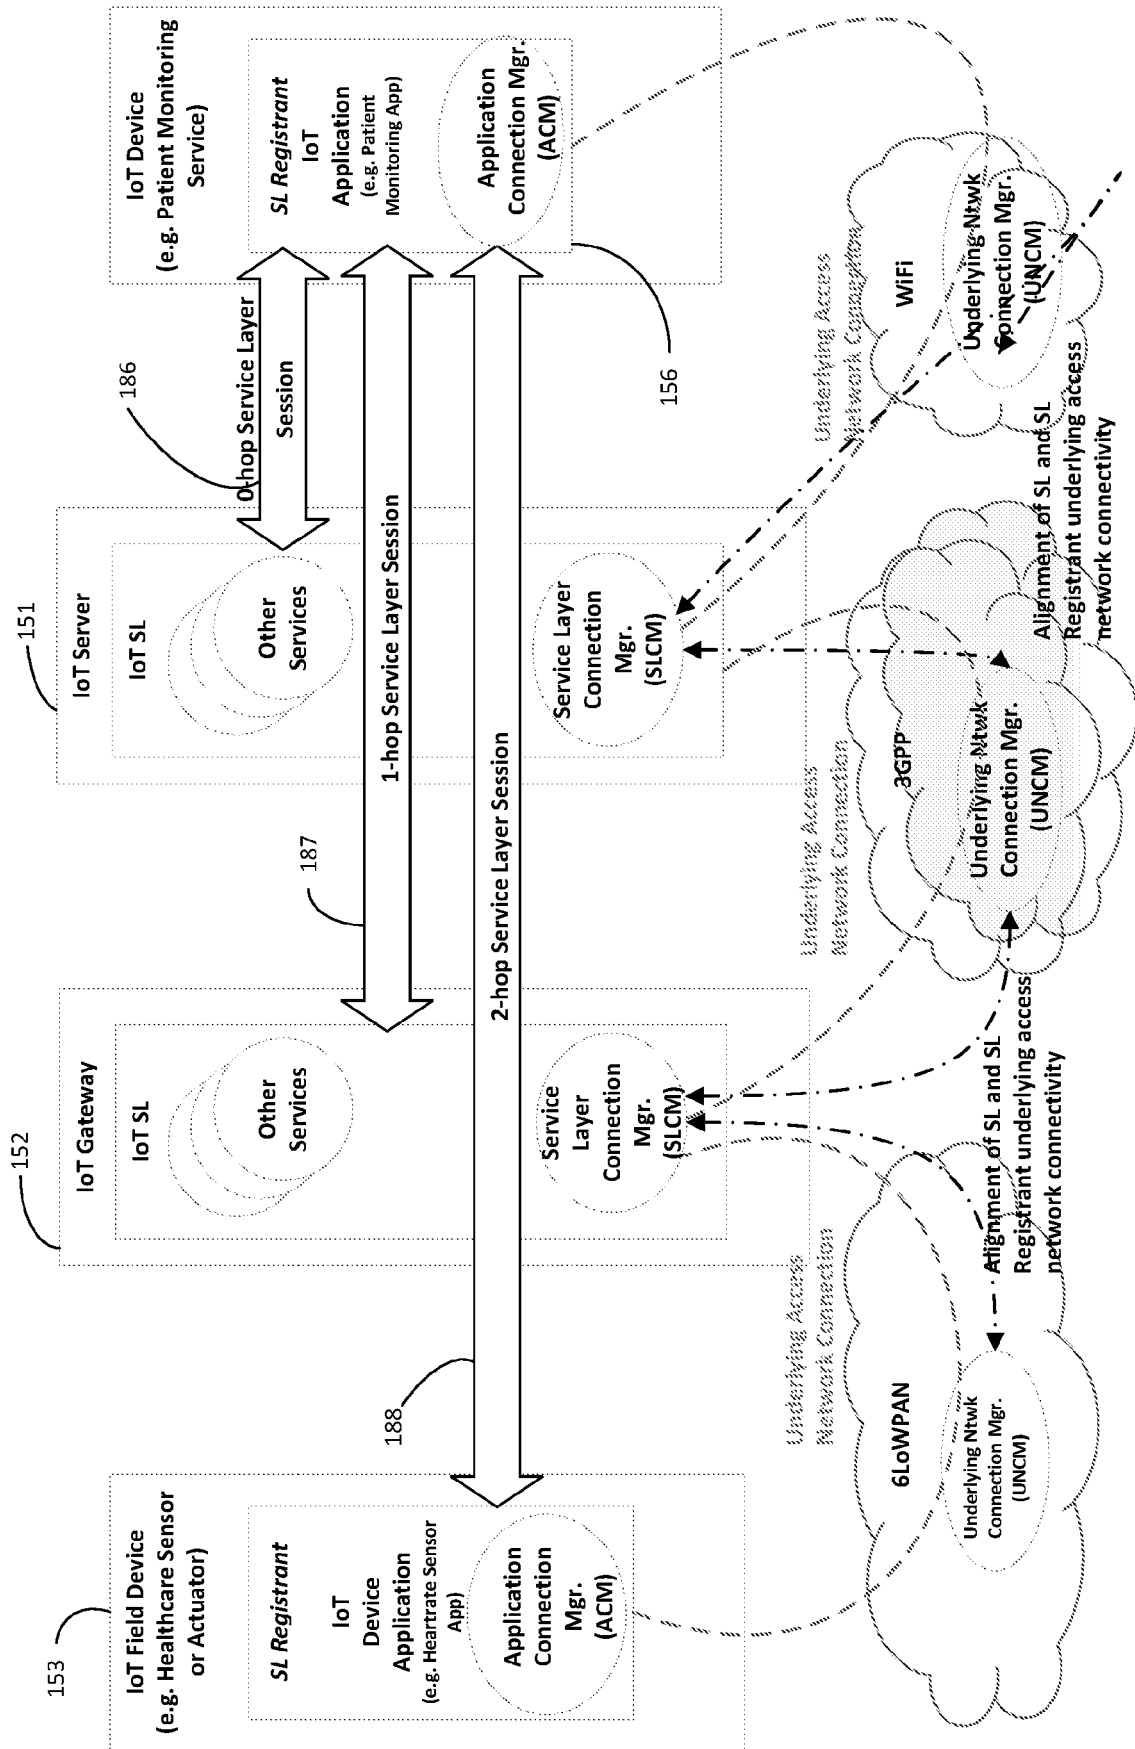 153
IoT Field Device
(e.g. Healthcare Sensor
or Actuator)
SL Registrant
IoT
Device
Application
(e.g. Heartrate Sensor
App)
Application
Connection
Mgr.
(ACM)
188
152
IoT Gateway
IoT SL
Other
Services
Service
Layer
Connection
Mgr.
(SLCM)
187
151
IoT Server
IoT SL
Other
Services
Service Layer
Connection
Mgr.
(SLCM)
186
0-hop Service Layer
Session
1-hop Service Layer Session
2-hop Service Layer Session
IoT Device
(e.g. Patient Monitoring
Service)
SL Registrant
IoT
Application
(e.g. Patient
Monitoring App)
Application
Connection Mgr.
(ACM)
156
Underlying Access
Network Connection
6LoWPAN
Underlying Ntwk
Connection Mgr.
(UNCM)
Alignment of SL and SL
Registrant underlying access
network connectivity
Underlying Access
Network Connection
3GPP
Underlying Ntwk
Connection Mgr.
(UNCM)
Alignment of SL and SL
Registrant underlying access
network connectivity
Underlying Access
Network Connection
WiFi
Underlying Ntwk
Connection Mgr.
(UNCM)